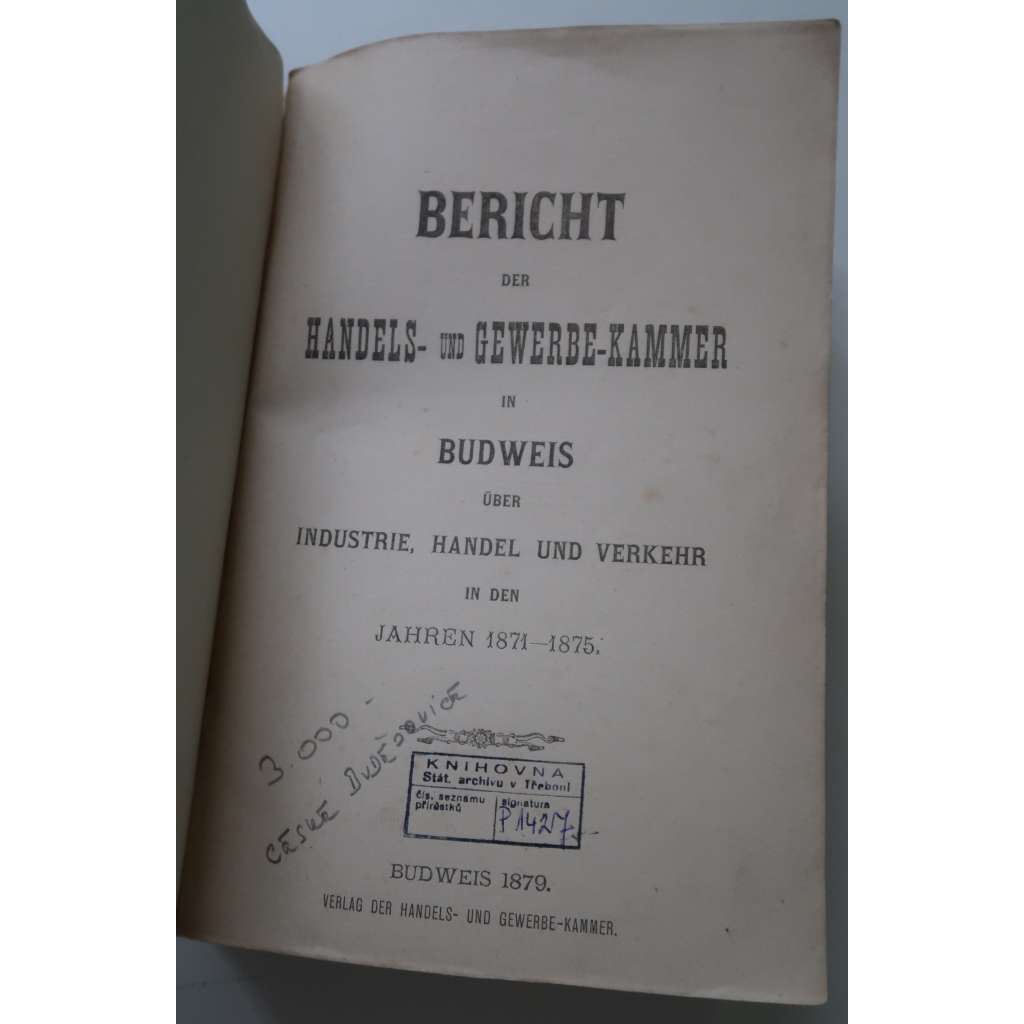 BERICHT
DER
HANDELS- UND GEWERBE-KAMMER
IN
BUDWEIS
ÜBER
INDUSTRIE, HANDEL UND VERKEHR
IN DEN
JAHREN 1871—1875.
3.000 -
ČESKÉ BUDĚJOVICE
KNIHOVNA
Stát. archivu v Třeboni
čís. seznamu přírůstků
signatura
P 1427
BUDWEIS 1879.
VERLAG DER HANDELS- UND GEWERBE-KAMMER.